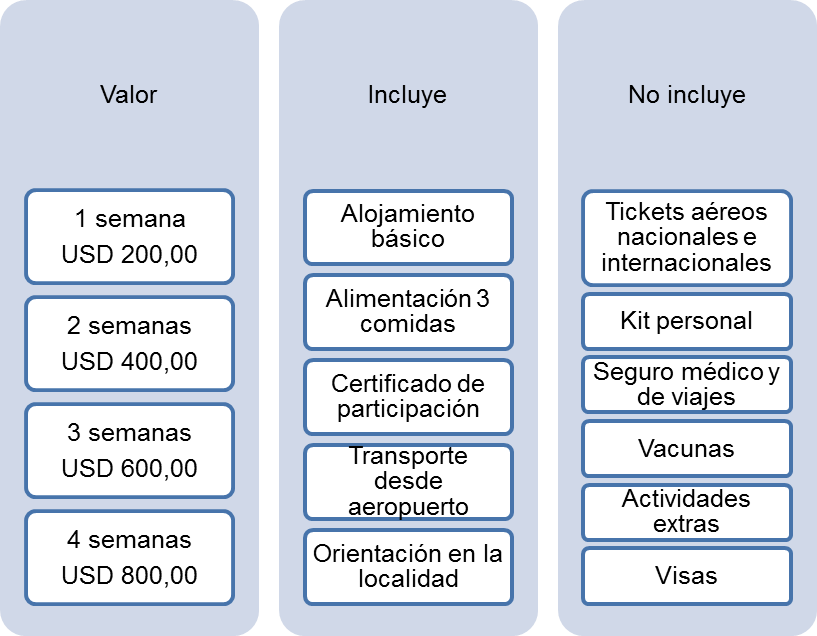 Valor
1 semana
USD 200,00
2 semanas
USD 400,00
3 semanas
USD 600,00
4 semanas
USD 800,00
Incluye
Alojamiento
básico
Alimentación 3
comidas
Certificado de
participación
Transporte
desde
aeropuerto
Orientación en la
localidad
No incluye
Tickets aéreos
nacionales e
internacionales
Kit personal
Seguro médico y
de viajes
Vacunas
Actividades
extras
Visas